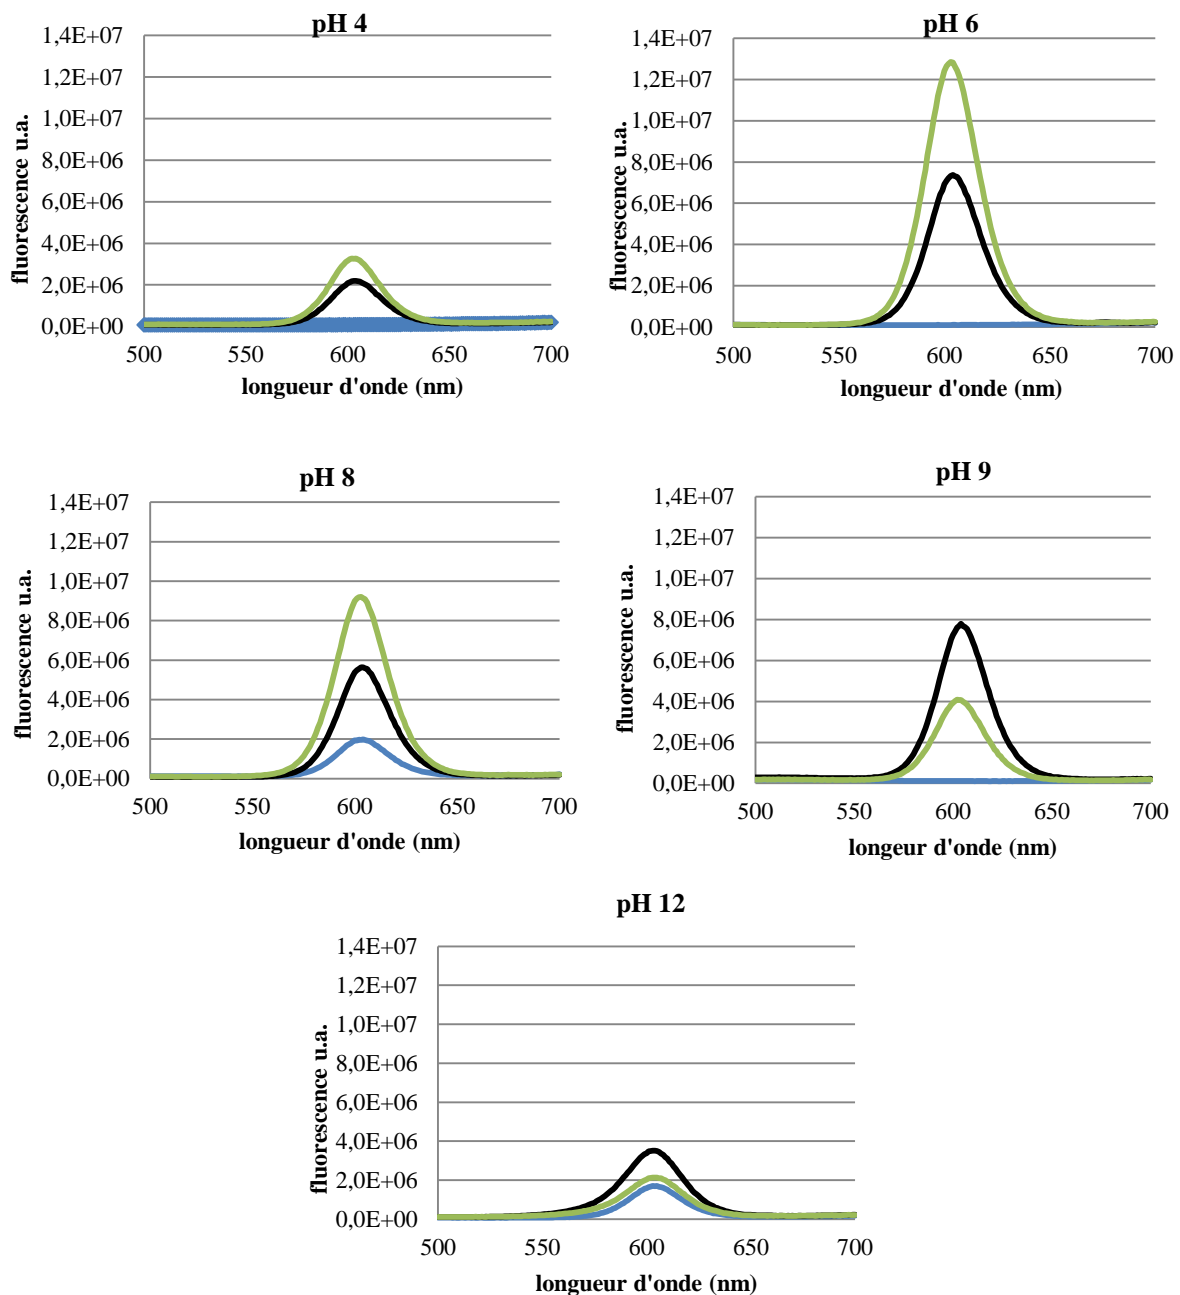 pH 4
1,4E+07
1,2E+07
1,0E+07
8,0E+06
6,0E+06
4,0E+06
2,0E+06
0,0E+00
fluorescence u.a.
500 550 600 650 700
longueur d'onde (nm)
pH 6
1,4E+07
1,2E+07
1,0E+07
8,0E+06
6,0E+06
4,0E+06
2,0E+06
0,0E+00
fluorescence u.a.
500 550 600 650 700
longueur d'onde (nm)
pH 8
1,4E+07
1,2E+07
1,0E+07
8,0E+06
6,0E+06
4,0E+06
2,0E+06
0,0E+00
fluorescence u.a.
500 550 600 650 700
longueur d'onde (nm)
pH 9
1,4E+07
1,2E+07
1,0E+07
8,0E+06
6,0E+06
4,0E+06
2,0E+06
0,0E+00
fluorescence u.a.
500 550 600 650 700
longeur d'onde (nm)
pH 12
1,4E+07
1,2E+07
1,0E+07
8,0E+06
6,0E+06
4,0E+06
2,0E+06
0,0E+00
fluorescence u.a.
500 550 600 650 700
longueur d'onde (nm)